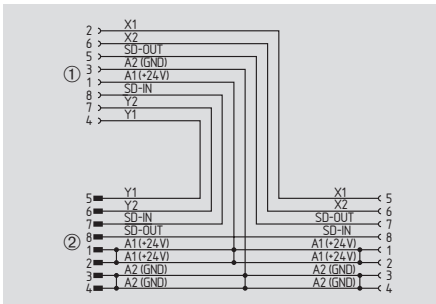 2 X1
6 X2
5 SD-OUT
3 A2 (GND)
① 1 A1 (+24V)
8 SD-IN
7 Y2
4 Y1
5 Y1 X1 5
6 Y2 X2 6
7 SD-IN SD-OUT 7
② 8 SD-OUT SD-IN 8
1 A1 (+24V) A1 (+24V) 1
2 A1 (+24V) A1 (+24V) 2
3 A2 (GND) A2 (GND) 3
4 A2 (GND) A2 (GND) 4